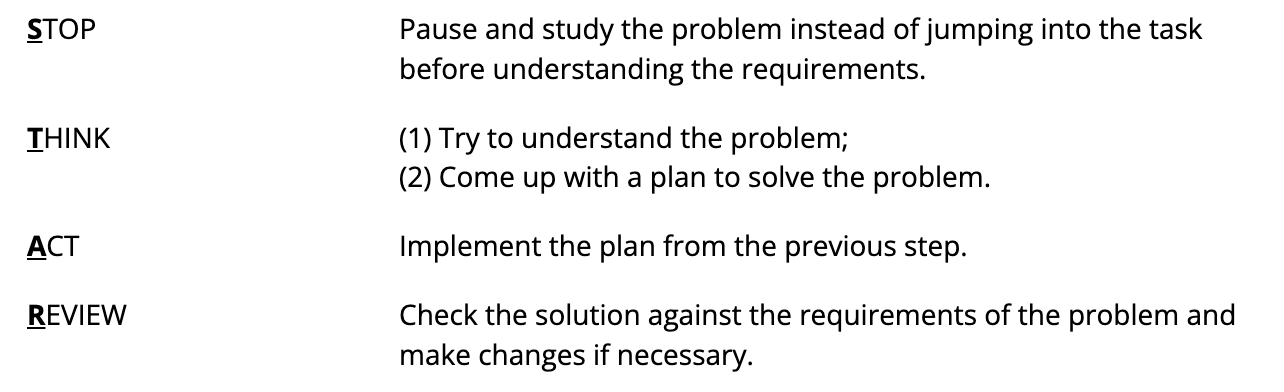 STOP Pause and study the problem instead of jumping into the task
before understanding the requirements.
THINK (1) Try to understand the problem;
(2) Come up with a plan to solve the problem.
ACT Implement the plan from the previous step.
REVIEW Check the solution against the requirements of the problem and
make changes if necessary.